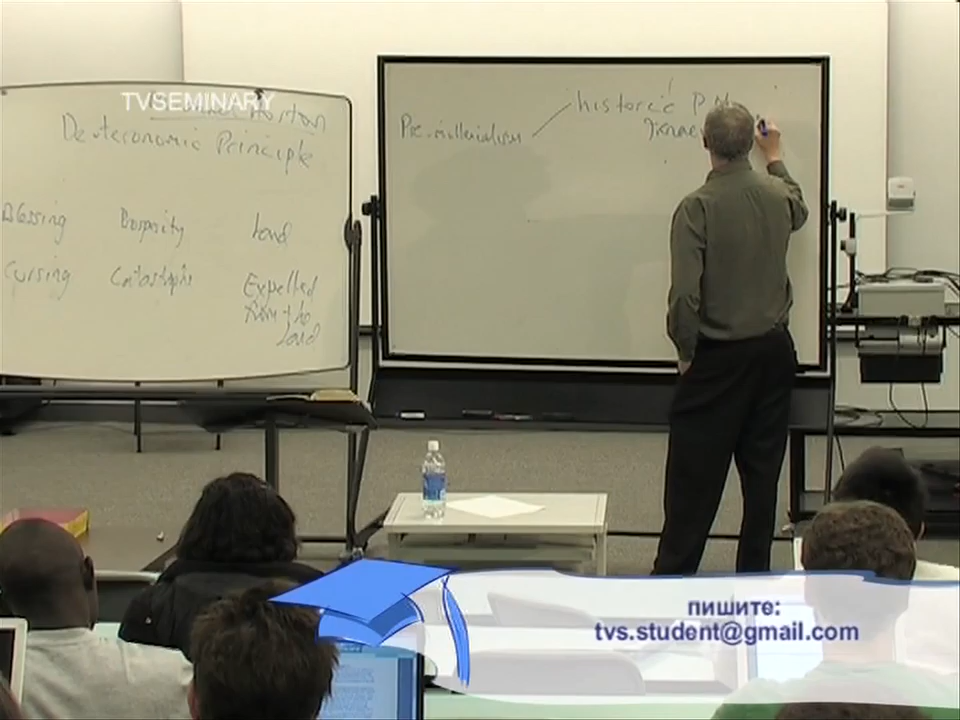 TVSEMINARY
Deuteronomic Principle
Blessing Prosperity Land
Cursing Catastrophe Expelled
from the
Land
Pre-millenialism
historic P
пишите:
tvs.student@gmail.com